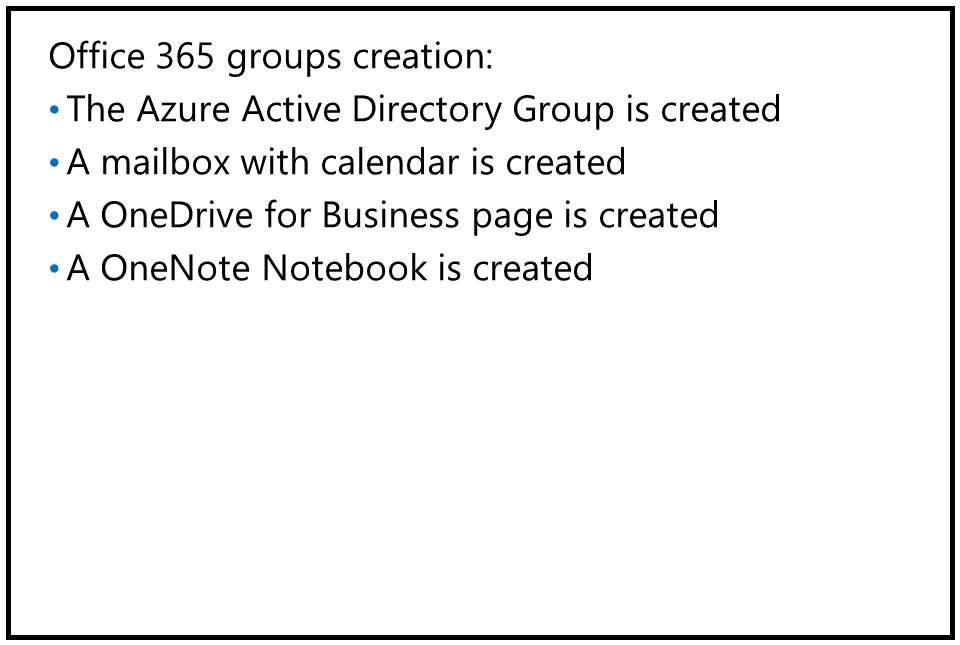 Office 365 groups creation:
• The Azure Active Directory Group is created
• A mailbox with calendar is created
• A OneDrive for Business page is created
• A OneNote Notebook is created